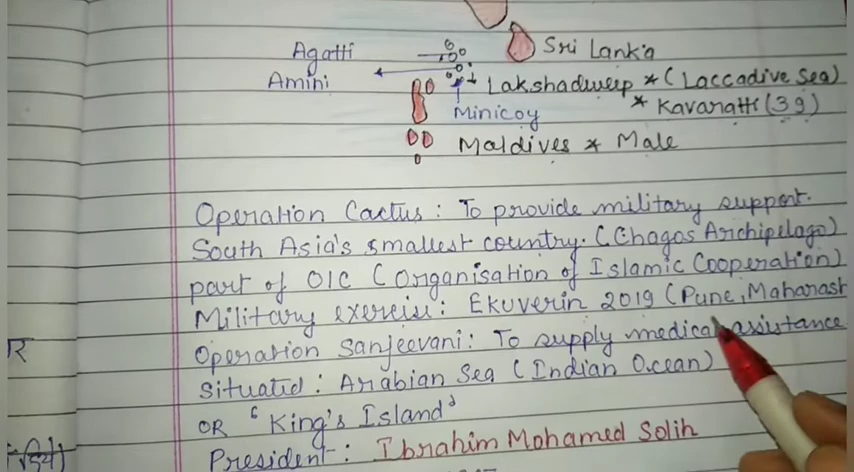 Sri Lanka
Agatti
Amini
Lakshadweep * (Laccadive Sea)
Minicoy
* Kavaratti (39)
Maldives * Male
Operation Cactus: To provide military support.
South Asia's smallest country. (Chagos Archipelago)
part of OIC (Organisation of Islamic Cooperation)
Military exercise: Ekuverin 2019 (Pune, Maharash
Operation Sanjeevani: To supply medical assistance
र
Situated: Arabian Sea (Indian Ocean)
OR 'King's Island'
President: Ibrahim Mohamed Solih